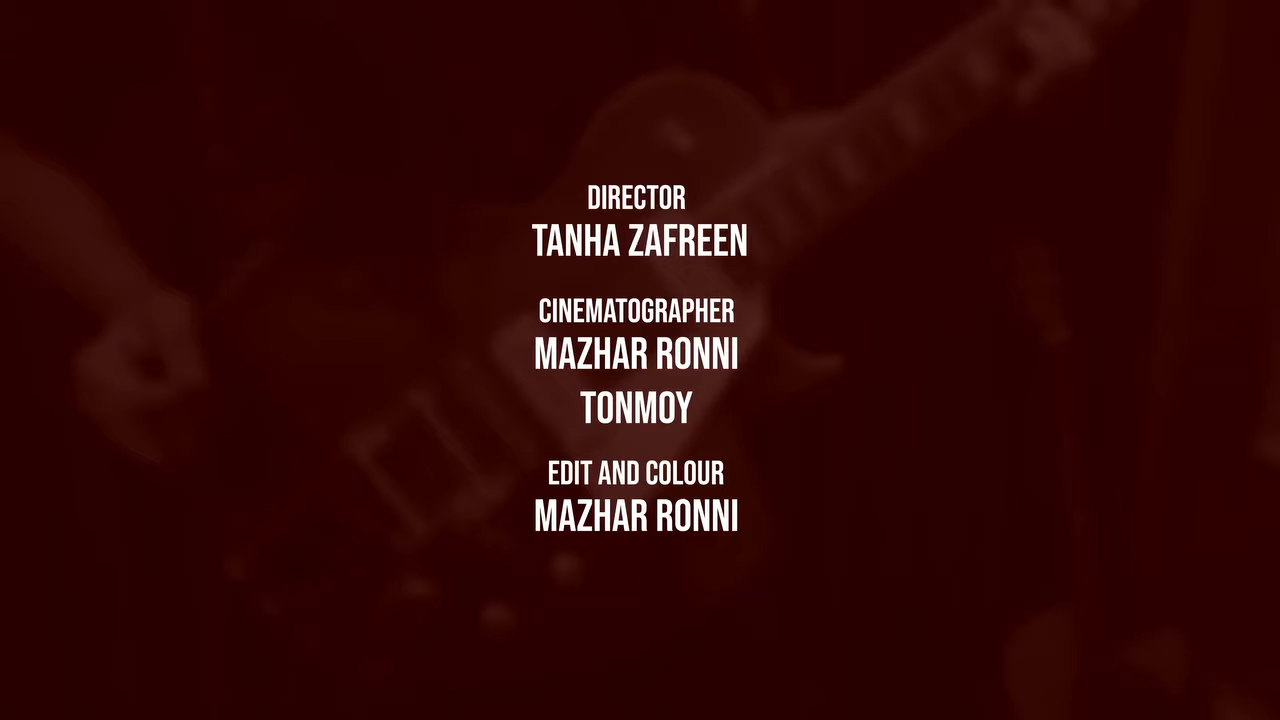 DIRECTOR
TANHA ZAFREEN
CINEMATOGRAPHER
MAZHAR RONNI
TONMOY
EDIT AND COLOUR
MAZHAR RONNI